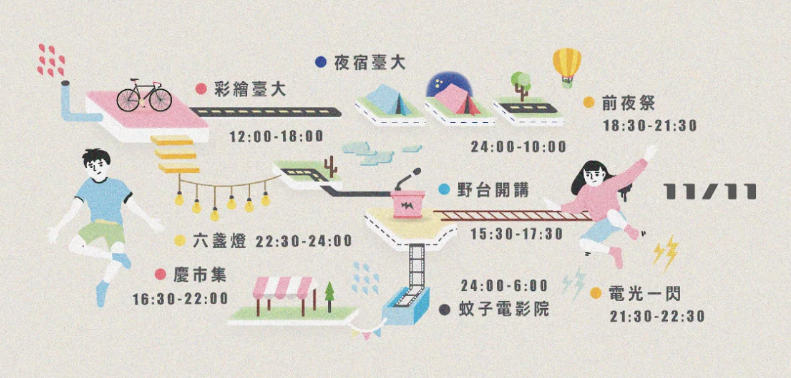 夜宿臺大
彩繪臺大
前夜祭
18:30-21:30
12:00-18:00
24:00-10:00
野台開講
11/11
15:30-17:30
六盞燈 22:30-24:00
慶市集
16:30-22:00
24:00-6:00
蚊子電影院
電光一閃
21:30-22:30